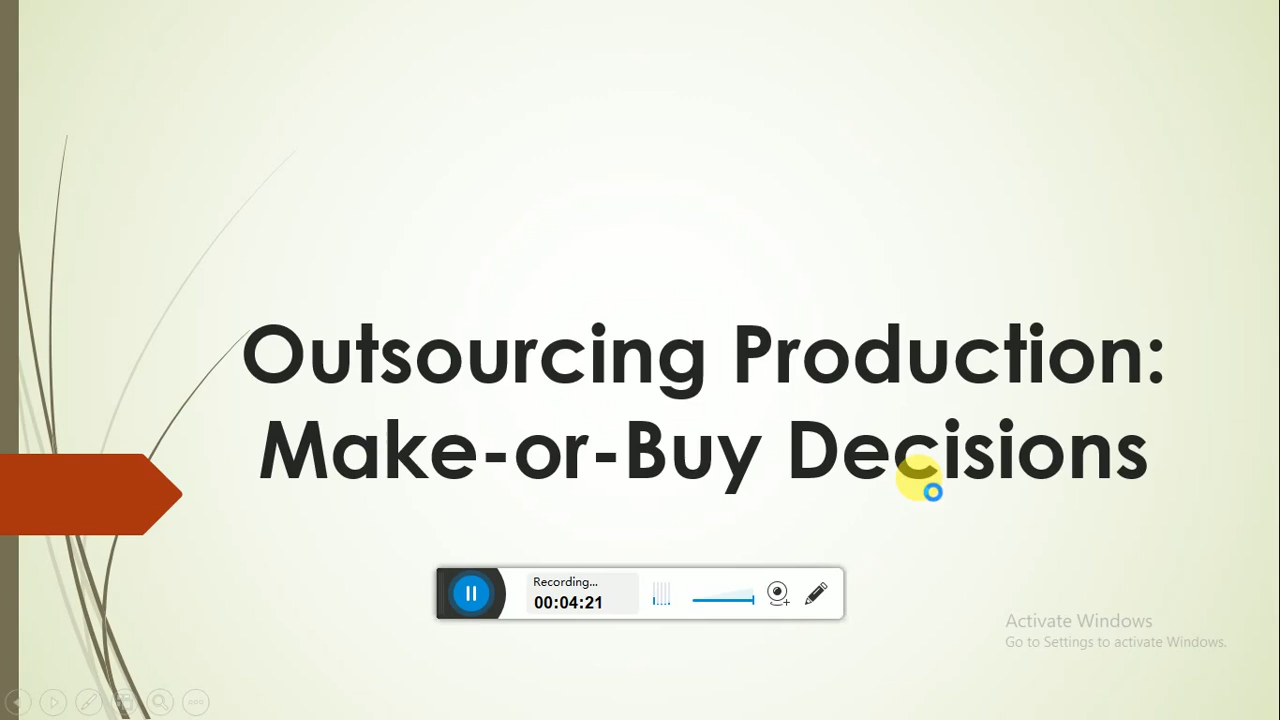 Outsourcing Production:
Make-or-Buy Decisions
Recording...
00:04:21
Activate Windows
Go to Settings to activate Windows.